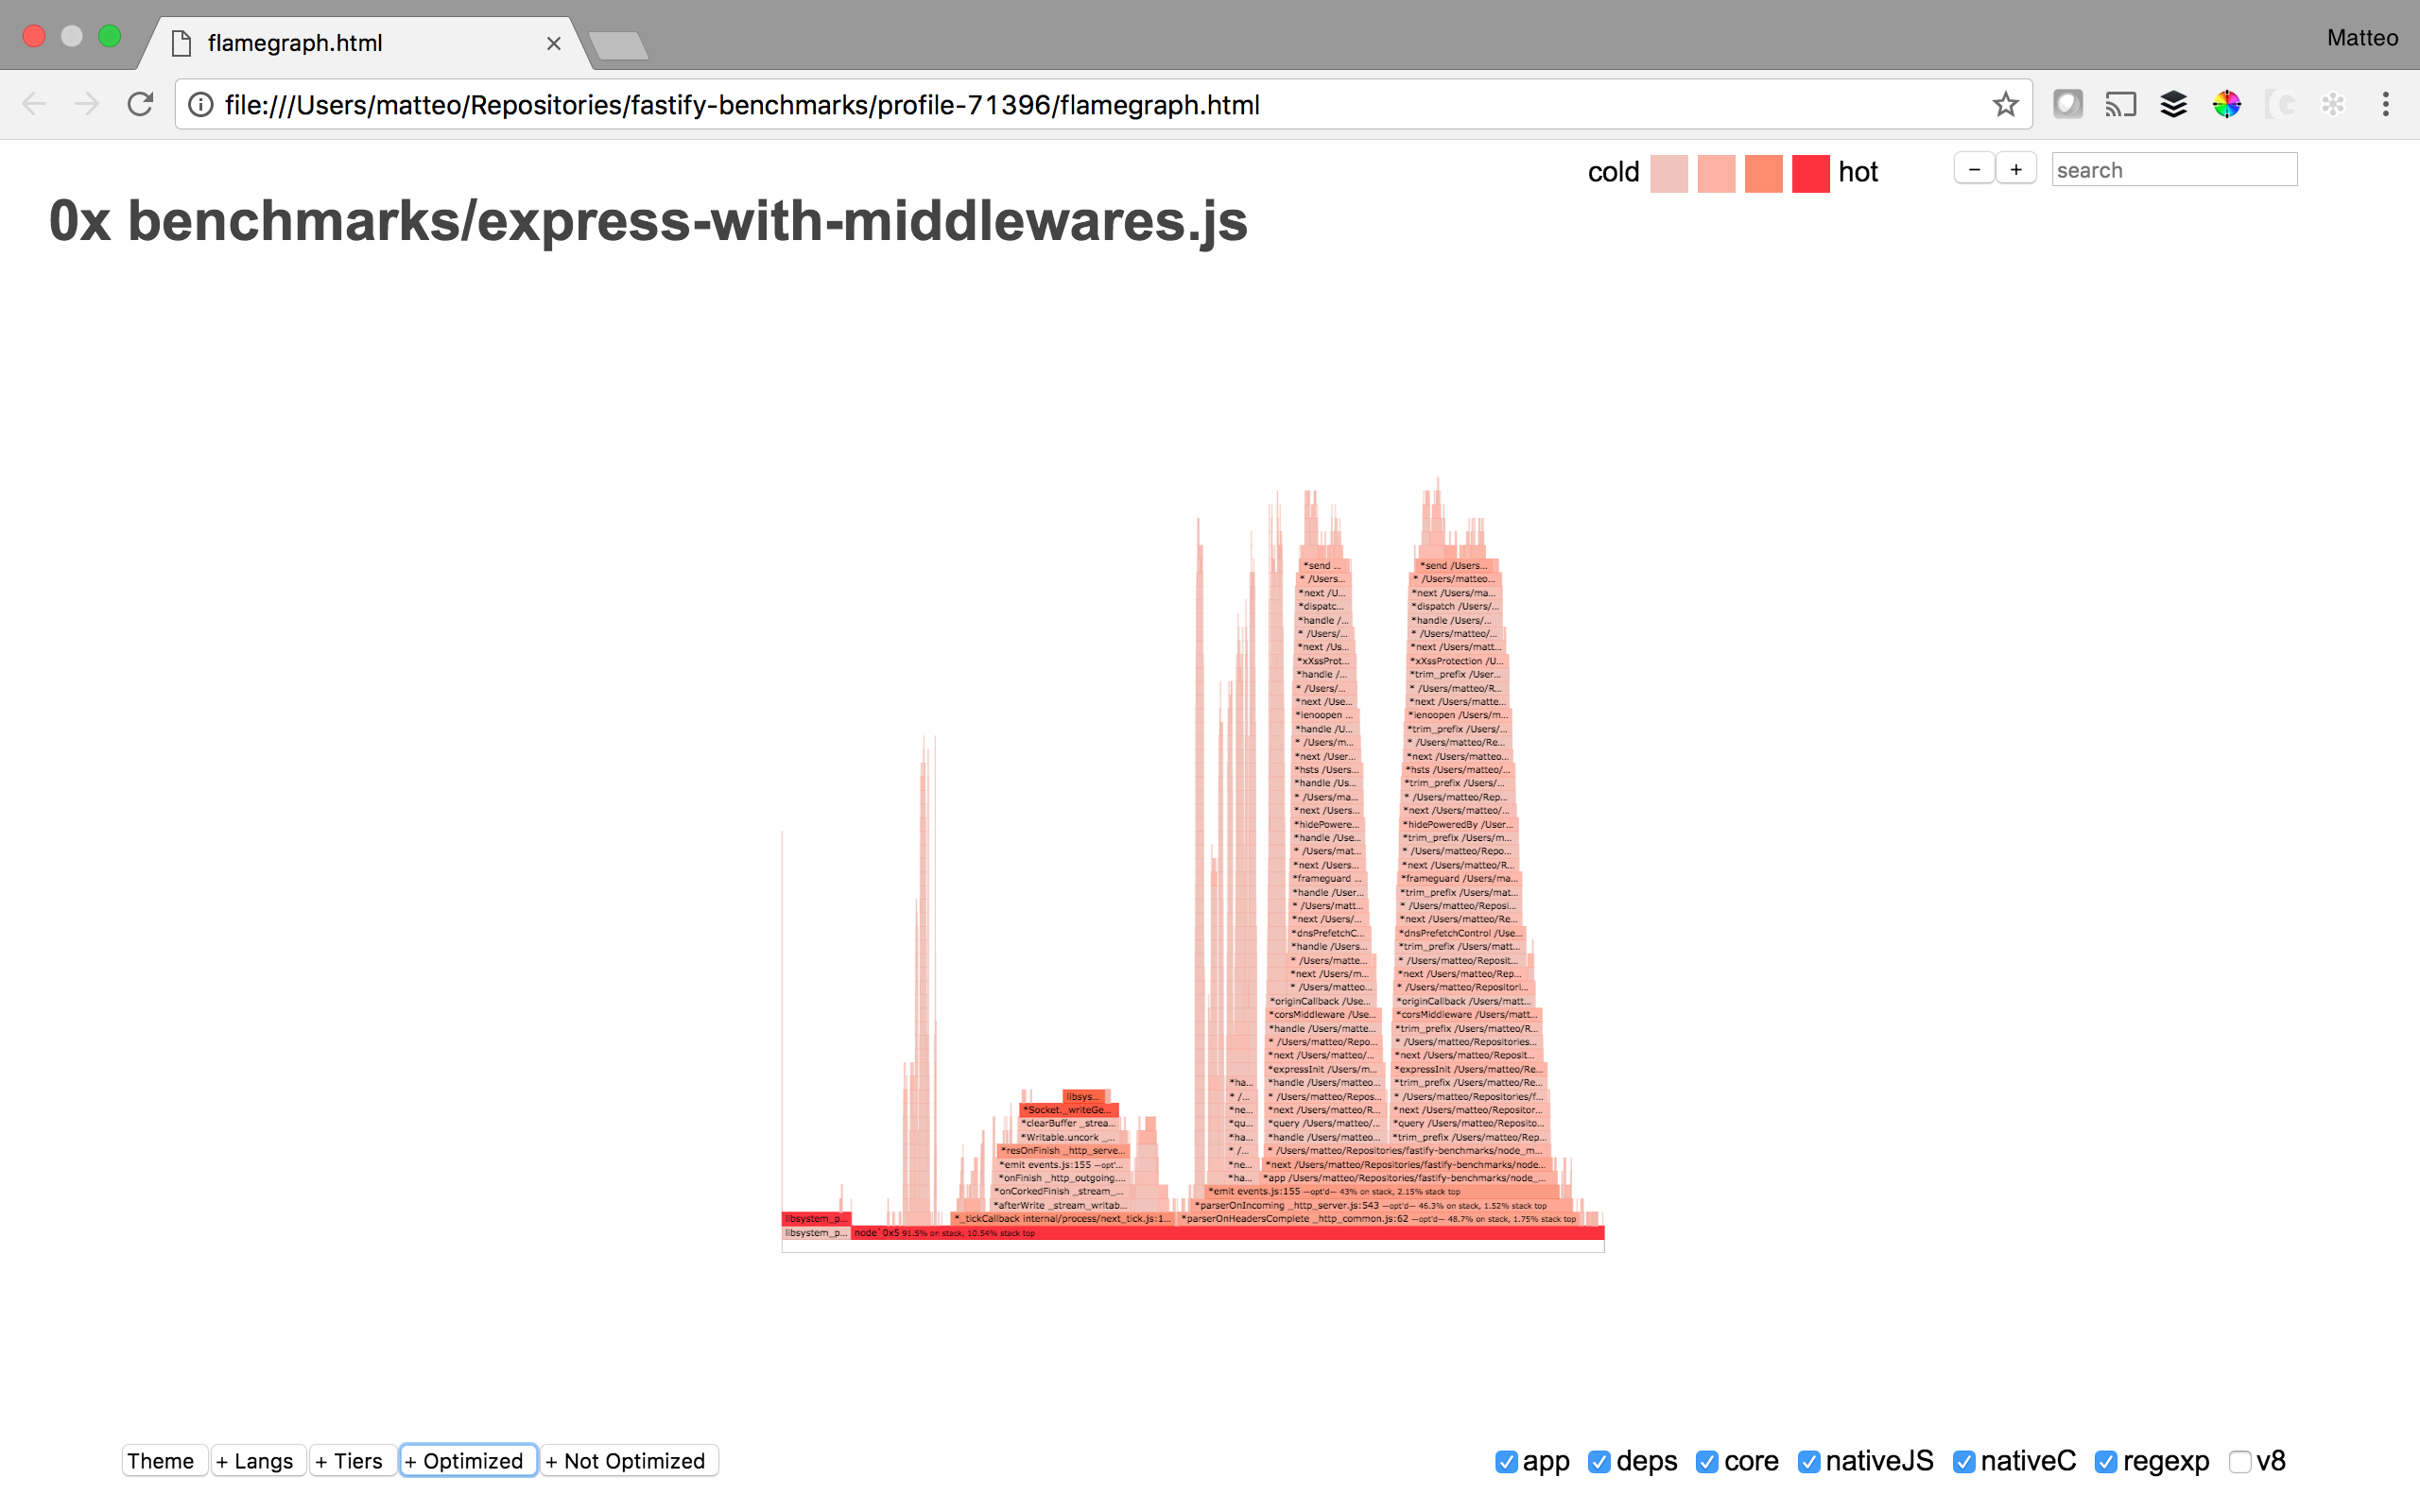 flamegraph.html
Matteo
file:///Users/matteo/Repositories/fastify-benchmarks/profile-71396/flamegraph.html
cold hot
− + search
0x benchmarks/express-with-middlewares.js
*send ...
* /Users...
*next /U...
*dispatc...
*handle /...
* /Users/...
*next /Us...
*xXssProt...
*handle /...
* /Users/...
*next /Use...
*ienoopen ...
*handle /U...
* /Users/m...
*next /User...
*hsts /Users...
*handle /Us...
* /Users/ma...
*next /Users...
*hidePowere...
*handle /Use...
* /Users/mat...
*next /Users...
*frameguard ...
*handle /User...
* /Users/matt...
*next /Users/...
*dnsPrefetchC...
*handle /Users...
* /Users/matte...
*next /Users/m...
* /Users/matteo...
*originCallback /Use...
*corsMiddleware /Use...
*handle /Users/matte...
* /Users/matteo/Repo...
*next /Users/matteo/...
*expressInit /Users/m...
*handle /Users/matteo...
* /Users/matteo/Repos...
*next /Users/matteo/R...
*query /Users/matteo/...
*handle /Users/matteo...
*send /Users...
* /Users/matteo...
*next /Users/ma...
*dispatch /Users/...
*handle /Users/...
* /Users/matteo/...
*next /Users/matt...
*xXssProtection /U...
*trim_prefix /User...
* /Users/matteo/R...
*next /Users/matte...
*ienoopen /Users/m...
*trim_prefix /Users/...
* /Users/matteo/Re...
*next /Users/matteo...
*hsts /Users/matteo/...
*trim_prefix /Users/...
* /Users/matteo/Rep...
*next /Users/matteo/...
*hidePoweredBy /User...
*trim_prefix /Users/m...
* /Users/matteo/Repo...
*next /Users/matteo/R...
*frameguard /Users/ma...
*trim_prefix /Users/mat...
* /Users/matteo/Reposi...
*next /Users/matteo/Re...
*dnsPrefetchControl /Use...
*trim_prefix /Users/matt...
* /Users/matteo/Reposit...
*next /Users/matteo/Rep...
* /Users/matteo/Repositori...
*originCallback /Users/matt...
*corsMiddleware /Users/matt...
*trim_prefix /Users/matteo/R...
* /Users/matteo/Repositories...
*next /Users/matteo/Reposit...
*expressInit /Users/matteo/Re...
*trim_prefix /Users/matteo/Re...
* /Users/matteo/Repositories/f...
*next /Users/matteo/Repositor...
*query /Users/matteo/Reposito...
*trim_prefix /Users/matteo/Rep...
*ha...
* /...
*ne...
*qu...
*ha...
* /...
*ne...
*ha...
* /Users/matteo/Repositories/fastify-benchmarks/node_m...
*next /Users/matteo/Repositories/fastify-benchmarks/node...
*app /Users/matteo/Repositories/fastify-benchmarks/node_...
*emit events.js:155 —opt'd— 43% on stack, 2.15% stack top
*parserOnIncoming _http_server.js:543 —opt'd— 46.3% on stack, 1.52% stack top
*parserOnHeadersComplete _http_common.js:62 —opt'd— 48.7% on stack, 1.75% stack top
libsys...
*Socket._writeGe...
*clearBuffer _strea...
*Writable.uncork _...
*resOnFinish _http_serve...
*emit events.js:155 —opt'...
*onFinish _http_outgoing....
*onCorkedFinish _stream_...
*afterWrite _stream_writab...
*_tickCallback internal/process/next_tick.js:1...
libsystem_p...
libsystem_p...
node`0x5 91.5% on stack, 10.54% stack top
Theme + Langs + Tiers + Optimized + Not Optimized
app deps core nativeJS nativeC regexp v8